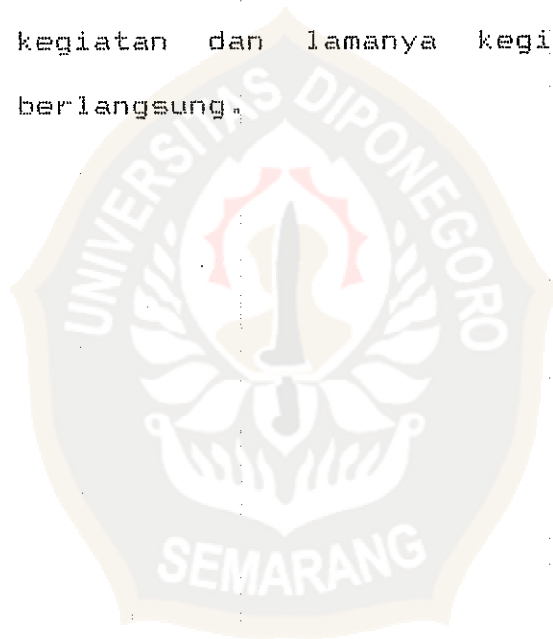 kegiatan dan lamanya kegi
berlangsung.
UNIVERSITAS DIPONEGORO
SEMARANG